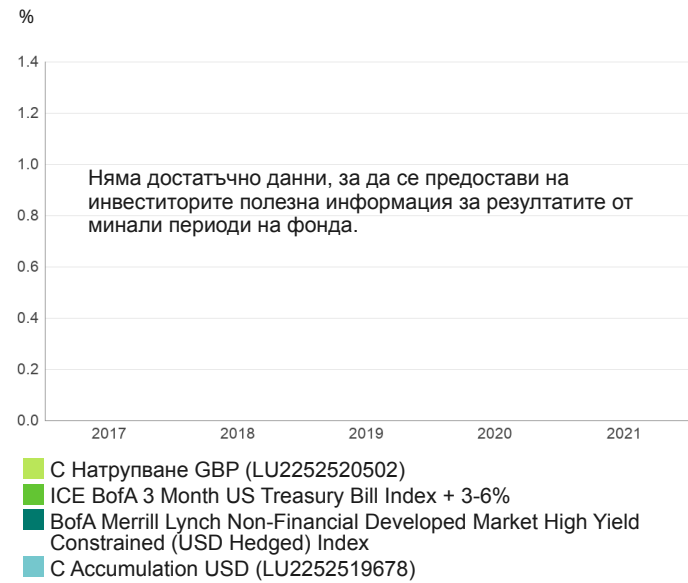 %
1.4
1.2
1.0
Няма достатъчно данни, за да се предостави на
инвеститорите полезна информация за резултатите от
минали периоди на фонда.
0.8
0.6
0.4
0.2
0.0
2017 2018 2019 2020 2021
С Натрупване GBP (LU2252520502)
ICE BofA 3 Month US Treasury Bill Index + 3-6%
BofA Merrill Lynch Non-Financial Developed Market High Yield
Constrained (USD Hedged) Index
C Accumulation USD (LU2252519678)